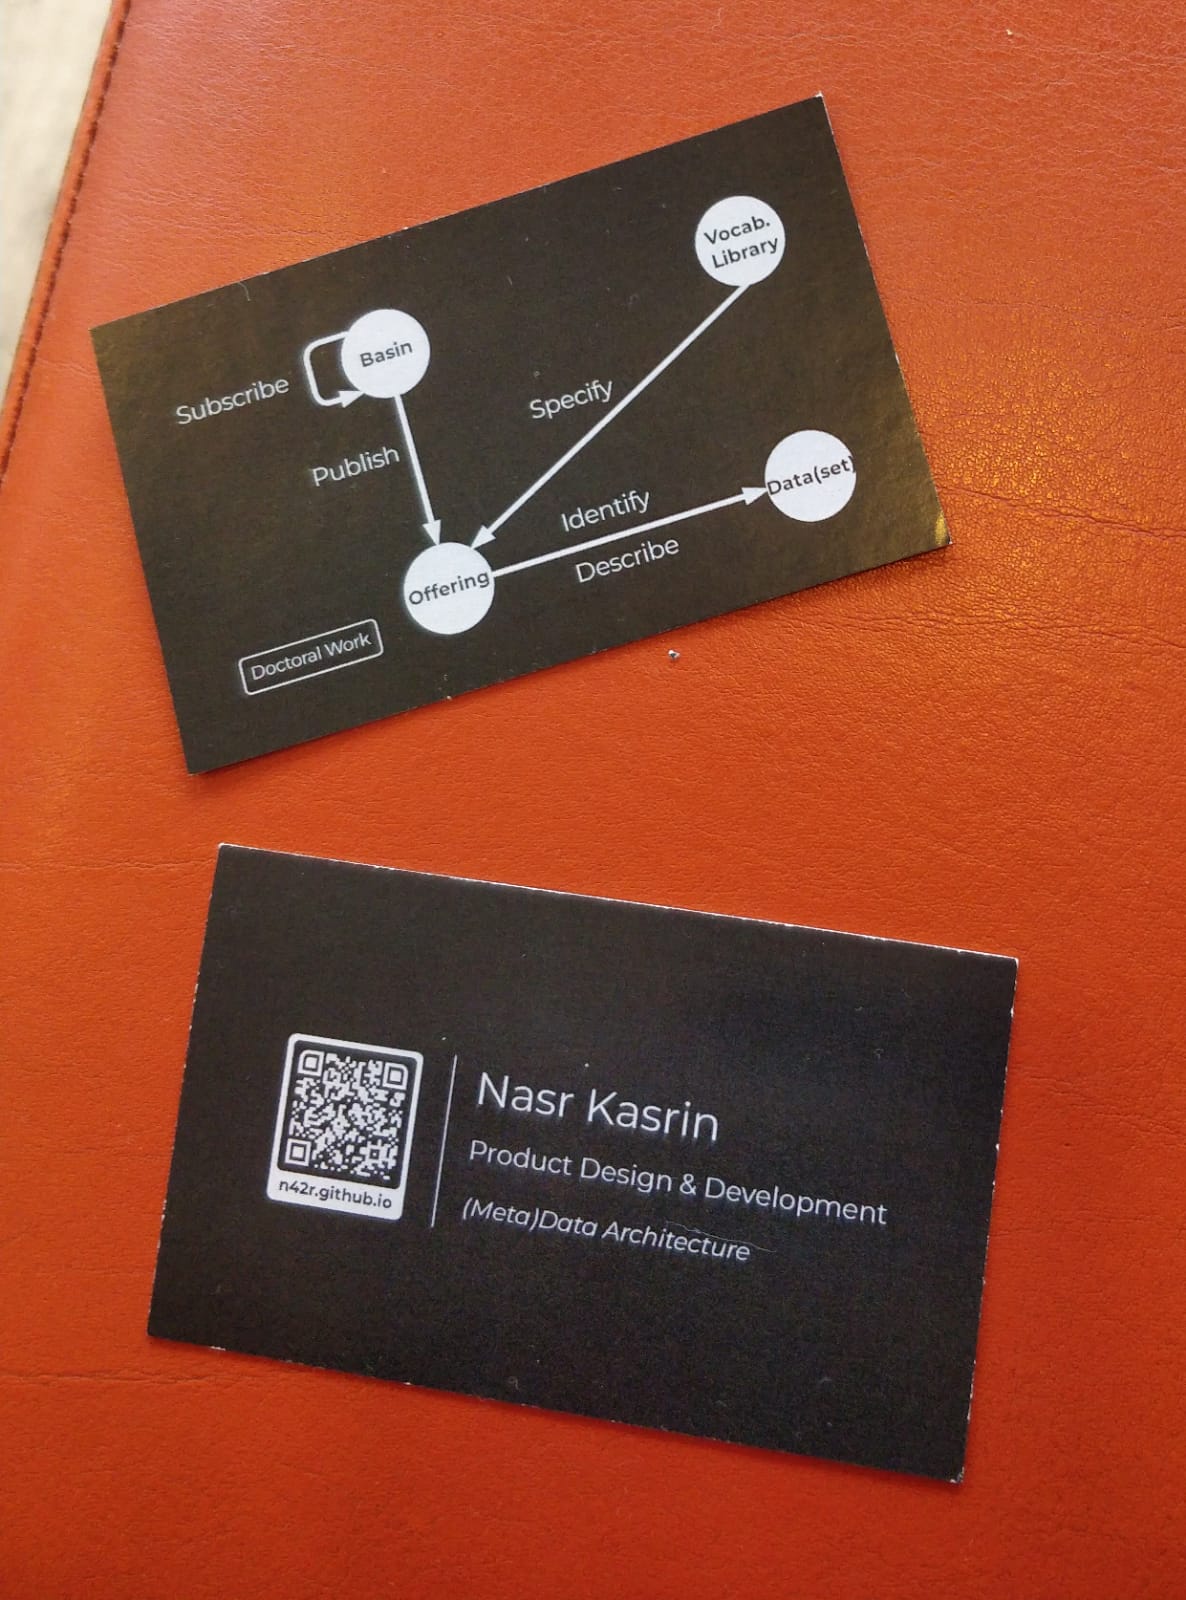 Vocab.
Library
Basin
Subscribe
Specify
Publish
Data(set)
Identify
Describe
Offering
Doctoral Work
n42r.github.io
Nasr Kasrin
Product Design & Development
(Meta)Data Architecture